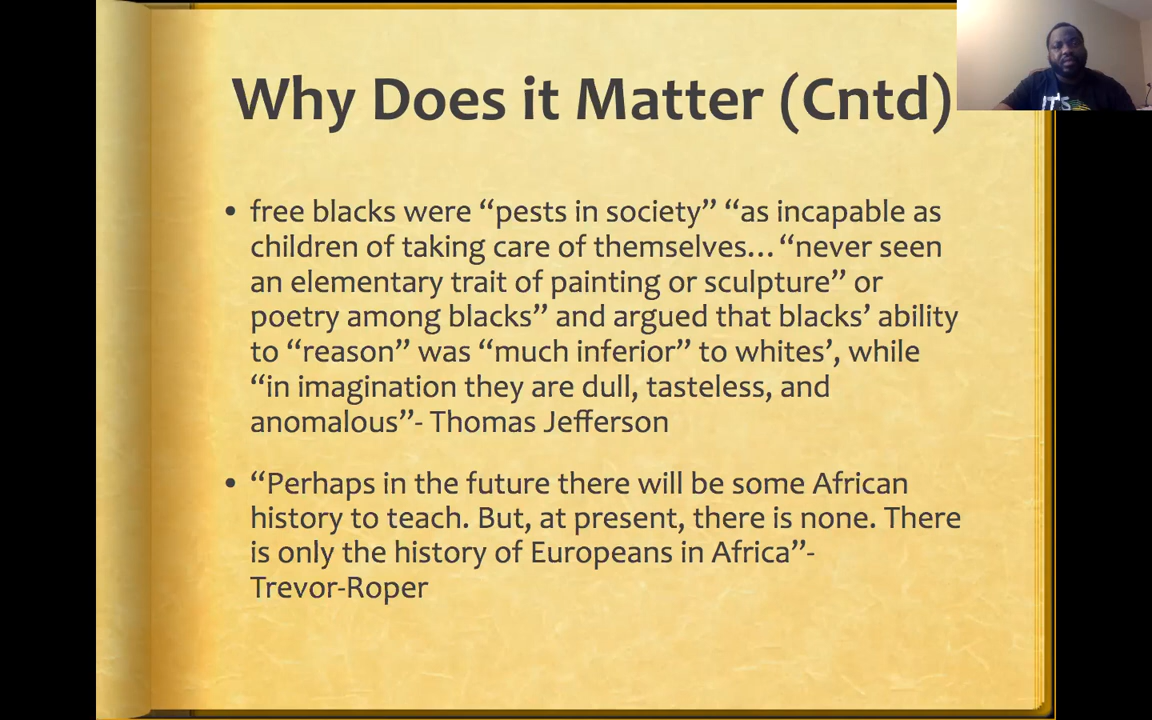 Why Does it Matter (Cntd)
• free blacks were “pests in society” “as incapable as
children of taking care of themselves… “never seen
an elementary trait of painting or sculpture” or
poetry among blacks” and argued that blacks’ ability
to “reason” was “much inferior” to whites’, while
“in imagination they are dull, tasteless, and
anomalous”- Thomas Jefferson
• “Perhaps in the future there will be some African
history to teach. But, at present, there is none. There
is only the history of Europeans in Africa”-
Trevor-Roper
IT'S